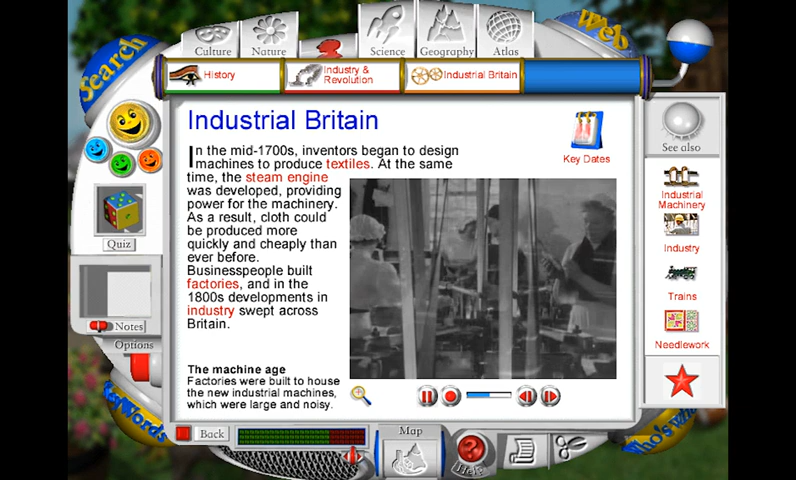 Search
Culture
Nature
Science
Geography
Atlas
Web
History
Industry &
Revolution
Industrial Britain
Industrial Britain
Key Dates
In the mid-1700s, inventors began to design
machines to produce textiles. At the same
time, the steam engine
was developed, providing
power for the machinery.
As a result, cloth could
be produced more
quickly and cheaply than
ever before.
Businesspeople built
factories, and in the
1800s developments in
industry swept across
Britain.
The machine age
Factories were built to house
the new industrial machines,
which were large and noisy.
See also
Industrial
Machinery
Industry
Trains
Needlework
Quiz
Notes
Options
KeyWords
Back
Map
Help
Who's Who